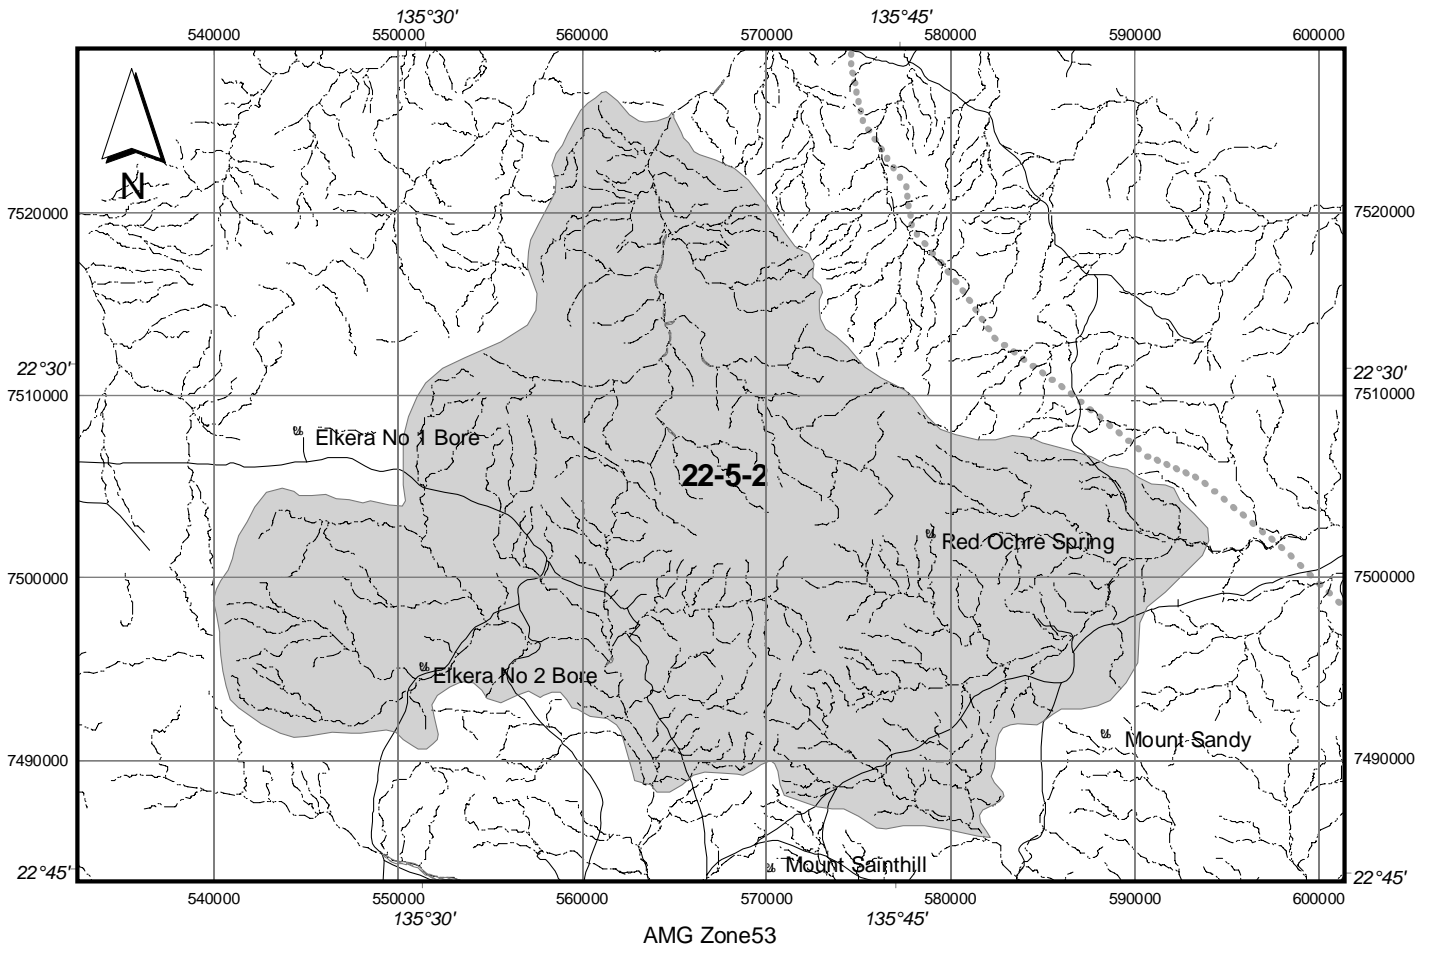 135°30' 135°45'
540000 550000 560000 570000 580000 590000 600000
N
7520000 7520000
22°30' 22°30'
7510000 7510000
Elkera No 1 Bore
22-5-2
Red Ochre Spring
7500000 7500000
Elkera No 2 Bore
Mount Sandy
7490000 7490000
Mount Sainthill
22°45' 22°45'
540000 550000 560000 570000 580000 590000 600000
135°30' 135°45'
AMG Zone53